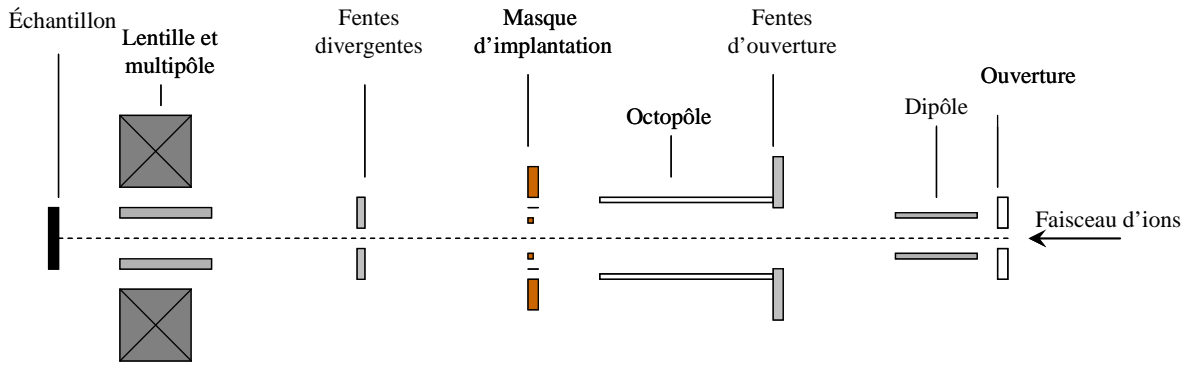 Échantillon
Lentille et
multipôle
Fentes
divergentes
Masque
d’implantation
Octopôle
Fentes
d’ouverture
Dipôle
Ouverture
Faisceau d’ions